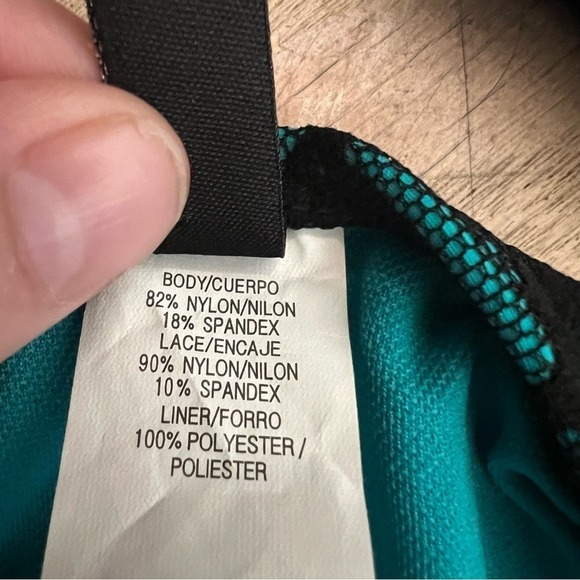 BODY/CUERPO
82% NYLON/NILON
18% SPANDEX
LACE/ENCAJE
90% NYLON/NILON
10% SPANDEX
LINER/FORRO
100% POLYESTER/
POLIESTER